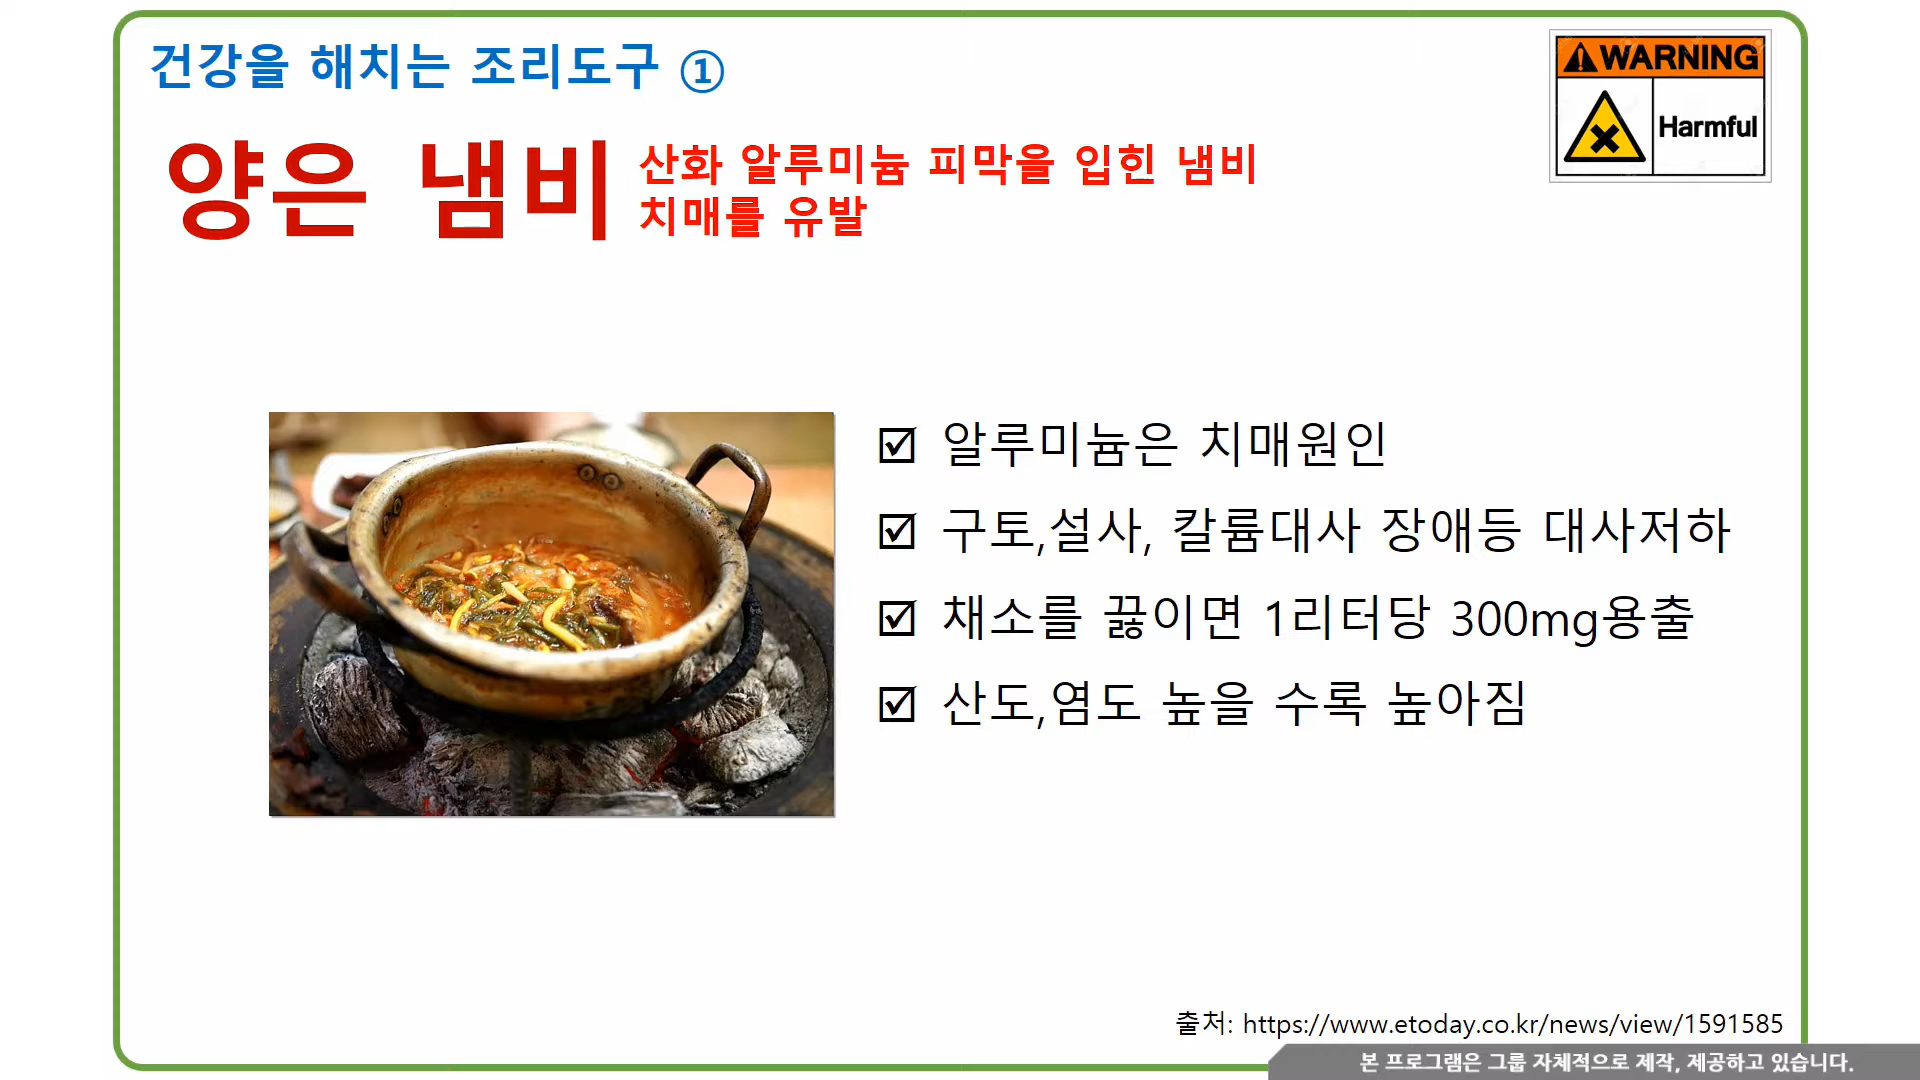 건강을 해치는 조리도구 ①
WARNING
Harmful
양은 냄비
산화 알루미늄 피막을 입힌 냄비
치매를 유발
☑ 알루미늄은 치매원인
☑ 구토,설사, 칼륨대사 장애등 대사저하
☑ 채소를 끓이면 1리터당 300mg용출
☑ 산도,염도 높을 수록 높아짐
출처: https://www.etoday.co.kr/news/view/1591585
본 프로그램은 그룹 자체적으로 제작, 제공하고 있습니다.